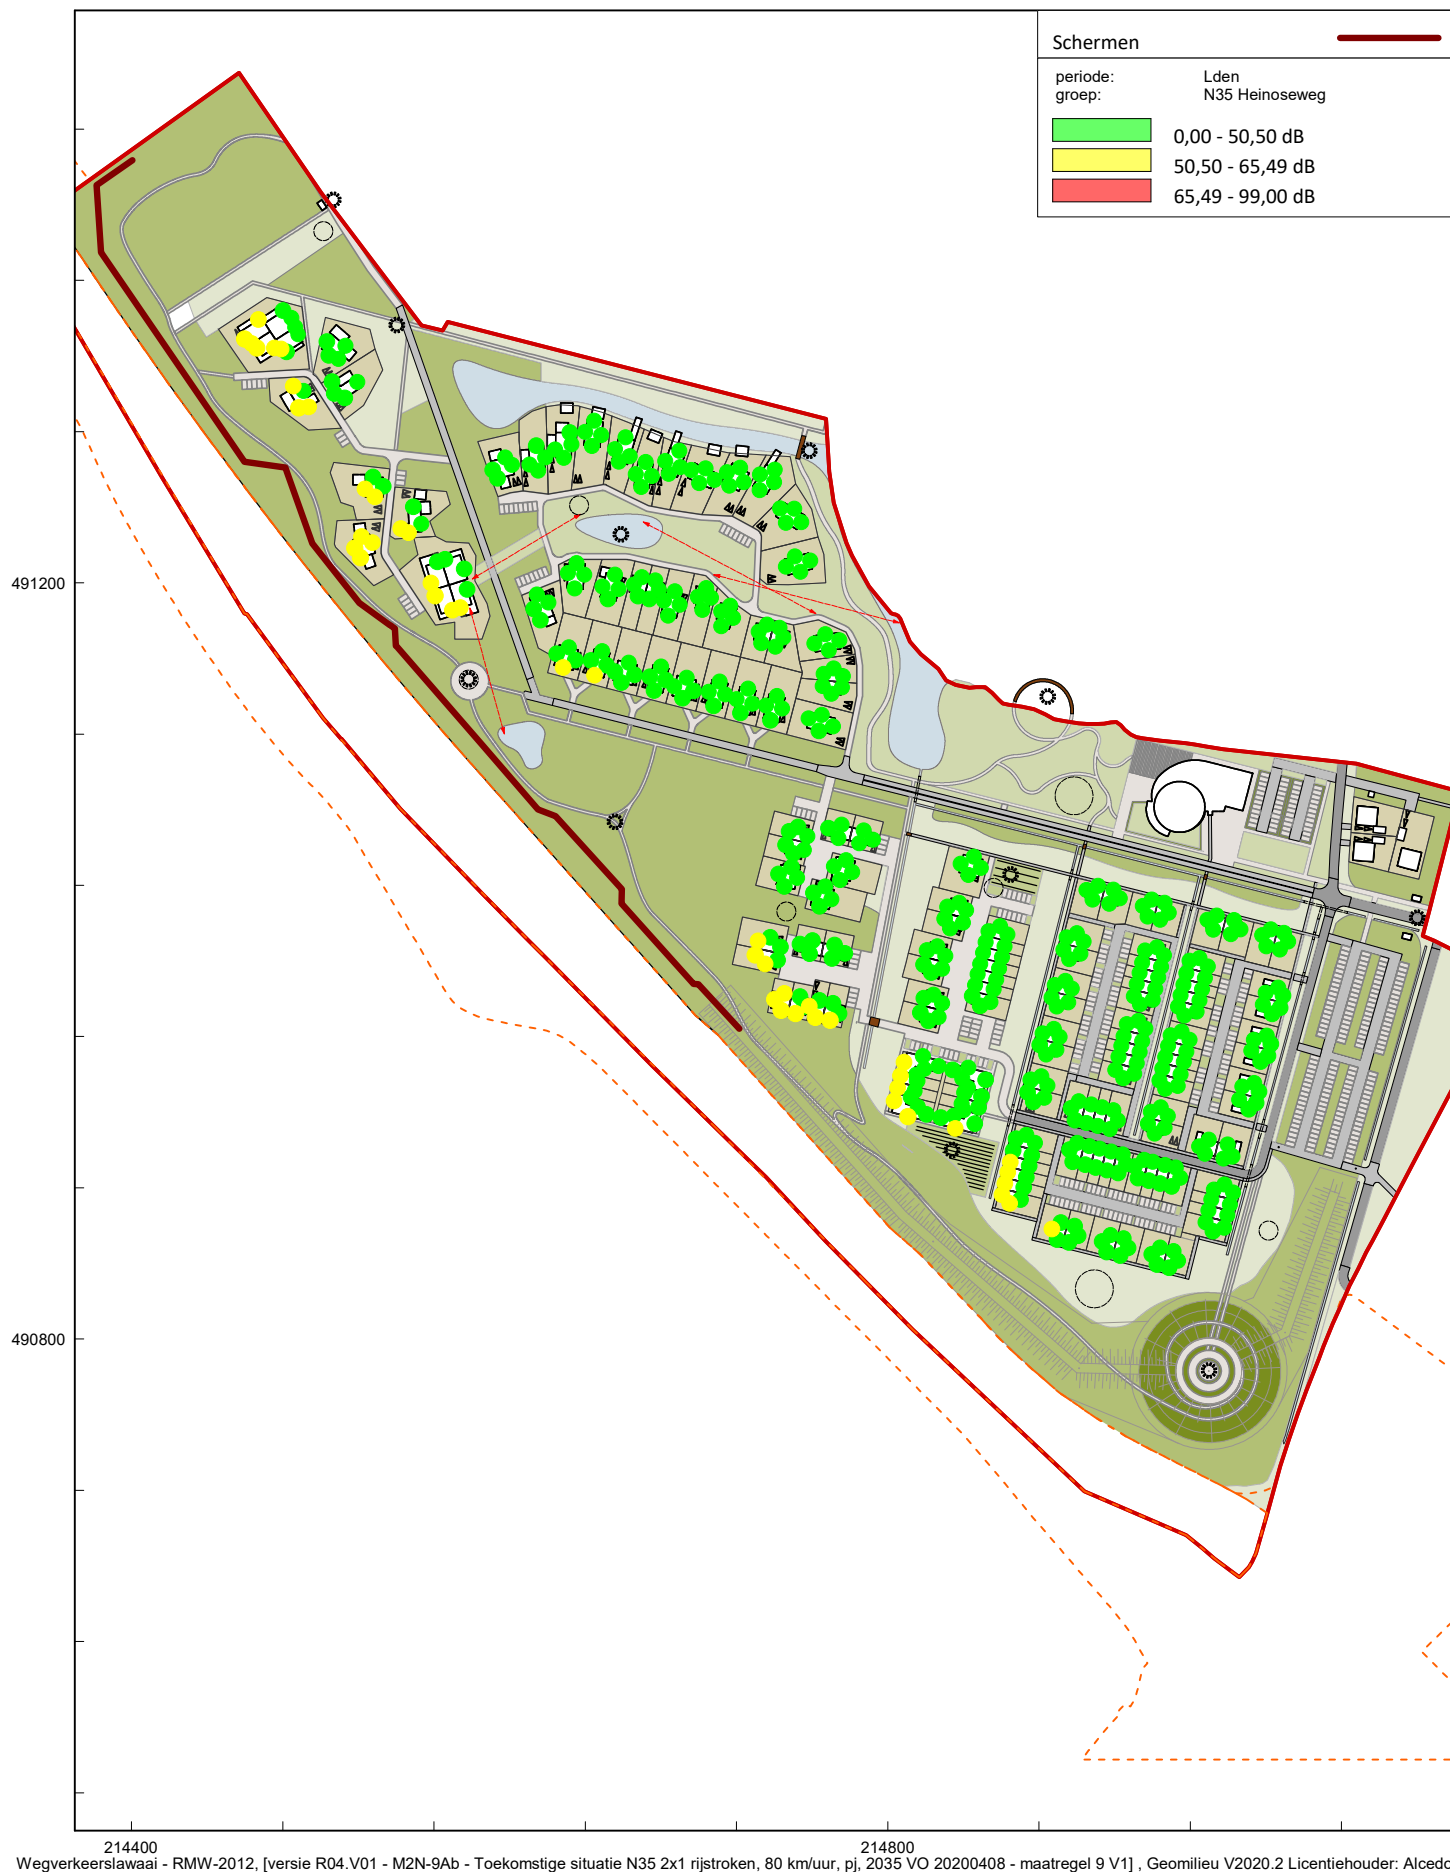 Schermen
periode: Lden
groep: N35 Heinoseweg
0,00 - 50,50 dB
50,50 - 65,49 dB
65,49 - 99,00 dB
491200
490800
214400 214800
Wegverkeerslawaai - RMW-2012, [versie R04.V01 - M2N-9Ab - Toekomstige situatie N35 2x1 rijstroken, 80 km/uur, pj, 2035 VO 20200408 - maatregel 9 V1] , Geomilieu V2020.2 Licentiehouder: Alcedo